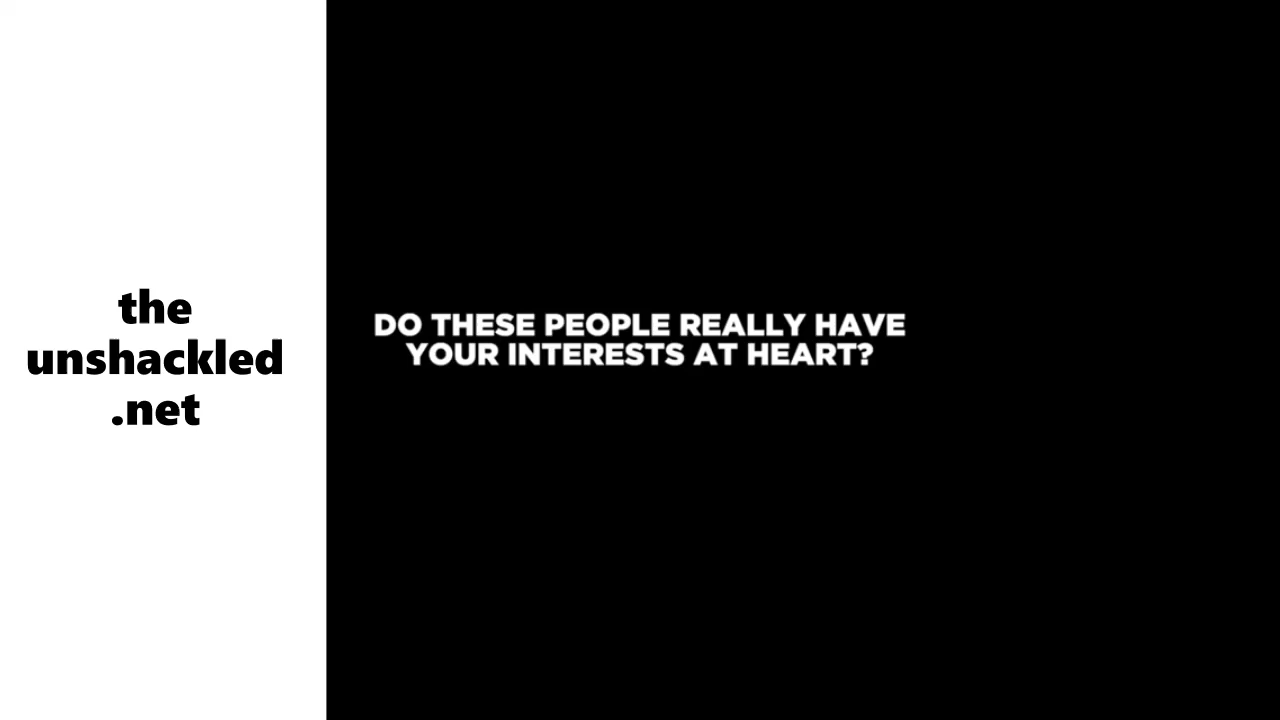 the
unshackled
.net
DO THESE PEOPLE REALLY HAVE
YOUR INTERESTS AT HEART?